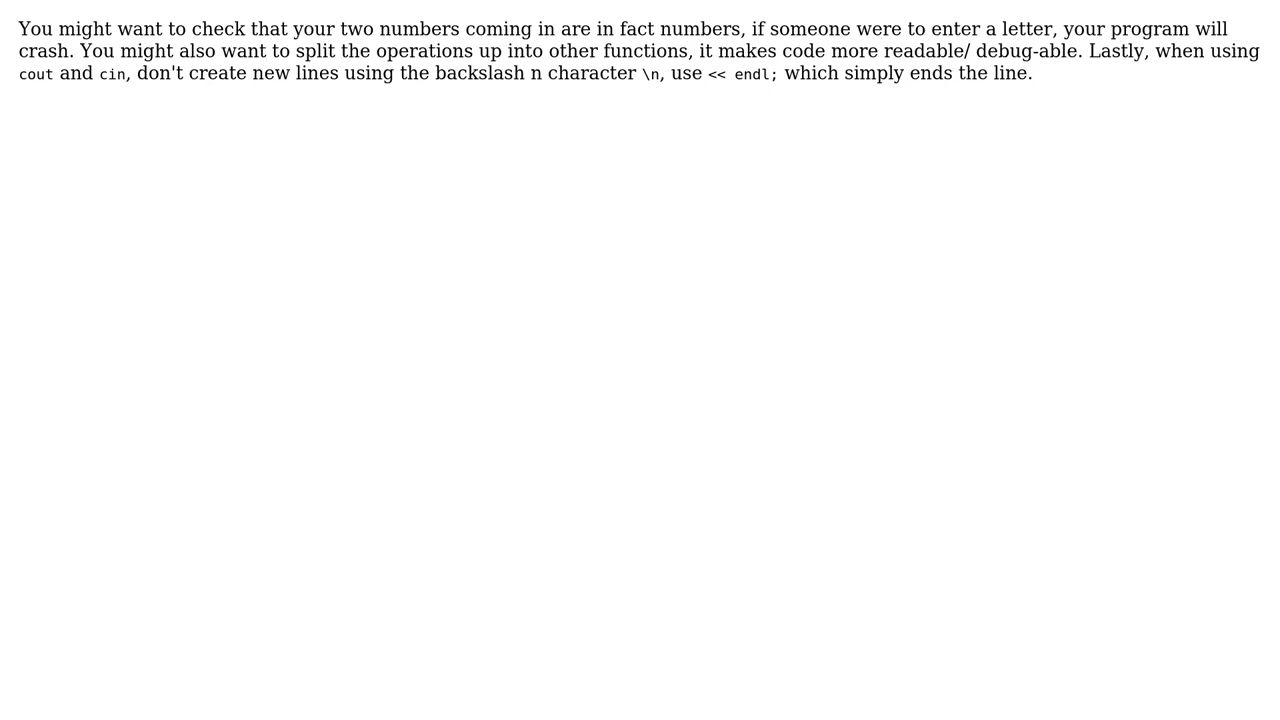 You might want to check that your two numbers coming in are in fact numbers, if someone were to enter a letter, your program will
crash. You might also want to split the operations up into other functions, it makes code more readable/ debug-able. Lastly, when using
cout and cin, don't create new lines using the backslash n character \n, use << endl; which simply ends the line.